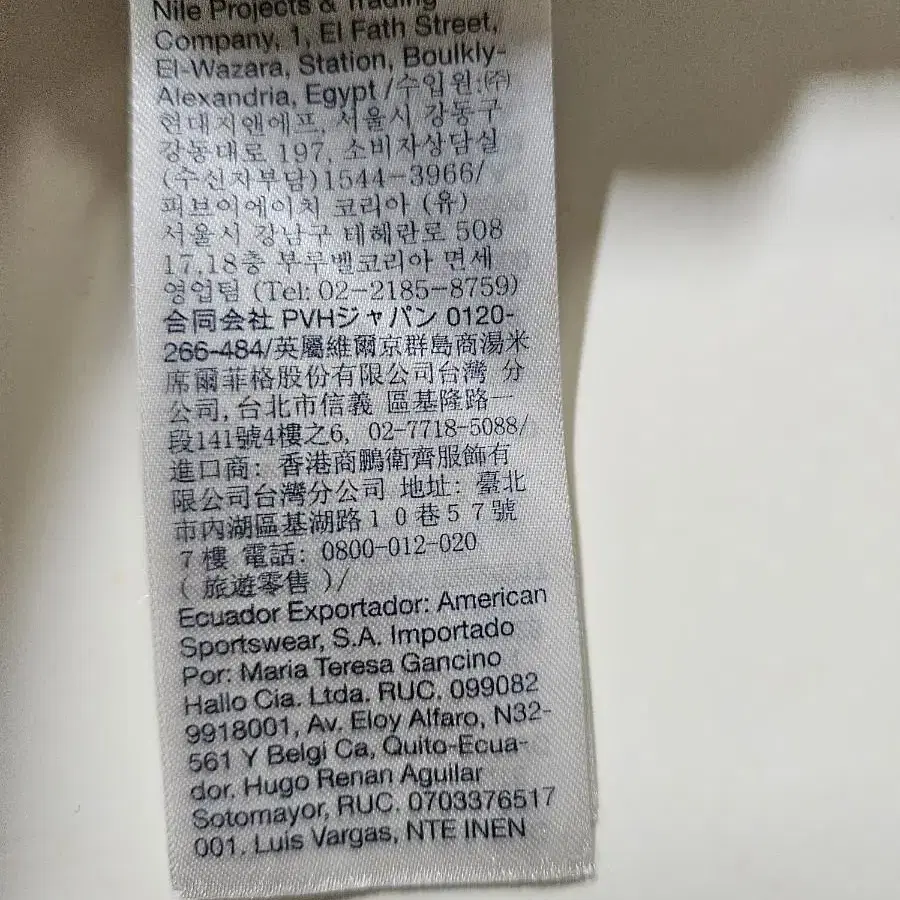 Nile Projects & Trading
Company, 1, El Fath Street,
El-Wazara, Station, Boulkly-
Alexandria, Egypt /수입원:㈜
현대지앤에프, 서울시 강동구
강동대로 197, 소비자상담실
(수신자부담)1544-3966/
피브이에이치 코리아 (유)
서울시 강남구 테헤란로 508
17,18층 부루벨코리아 면세
영업팀 (Tel: 02-2185-8759)
合同会社 PVHジャパン 0120-
266-484/英屬維爾京群島商湯米
席爾菲格股份有限公司台灣 分
公司, 台北市信義 區基隆路一
段141號4樓之6, 02-7718-5088/
進口商: 香港商鵬衛齊服飾有
限公司台灣分公司 地址: 臺北
市內湖區基湖路10巷57號
7樓 電話: 0800-012-020
( 旅遊零售 )/
Ecuador Exportador: American
Sportswear, S.A. Importado
Por: Maria Teresa Gancino
Hallo Cia. Ltda. RUC. 099082
9918001, Av. Eloy Alfaro, N32-
561 Y Belgi Ca, Quito-Ecua-
dor. Hugo Renan Aguilar
Sotomayor, RUC. 0703376517
001. Luis Vargas, NTE INEN